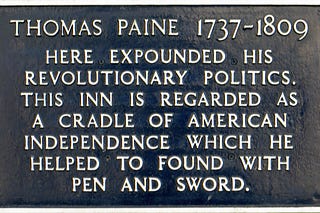 THOMAS PAINE 1737-1809
HERE EXPOUNDED HIS
REVOLUTIONARY POLITICS.
THIS INN IS REGARDED AS
A CRADLE OF AMERICAN
INDEPENDENCE WHICH HE
HELPED TO FOUND WITH
PEN AND SWORD.